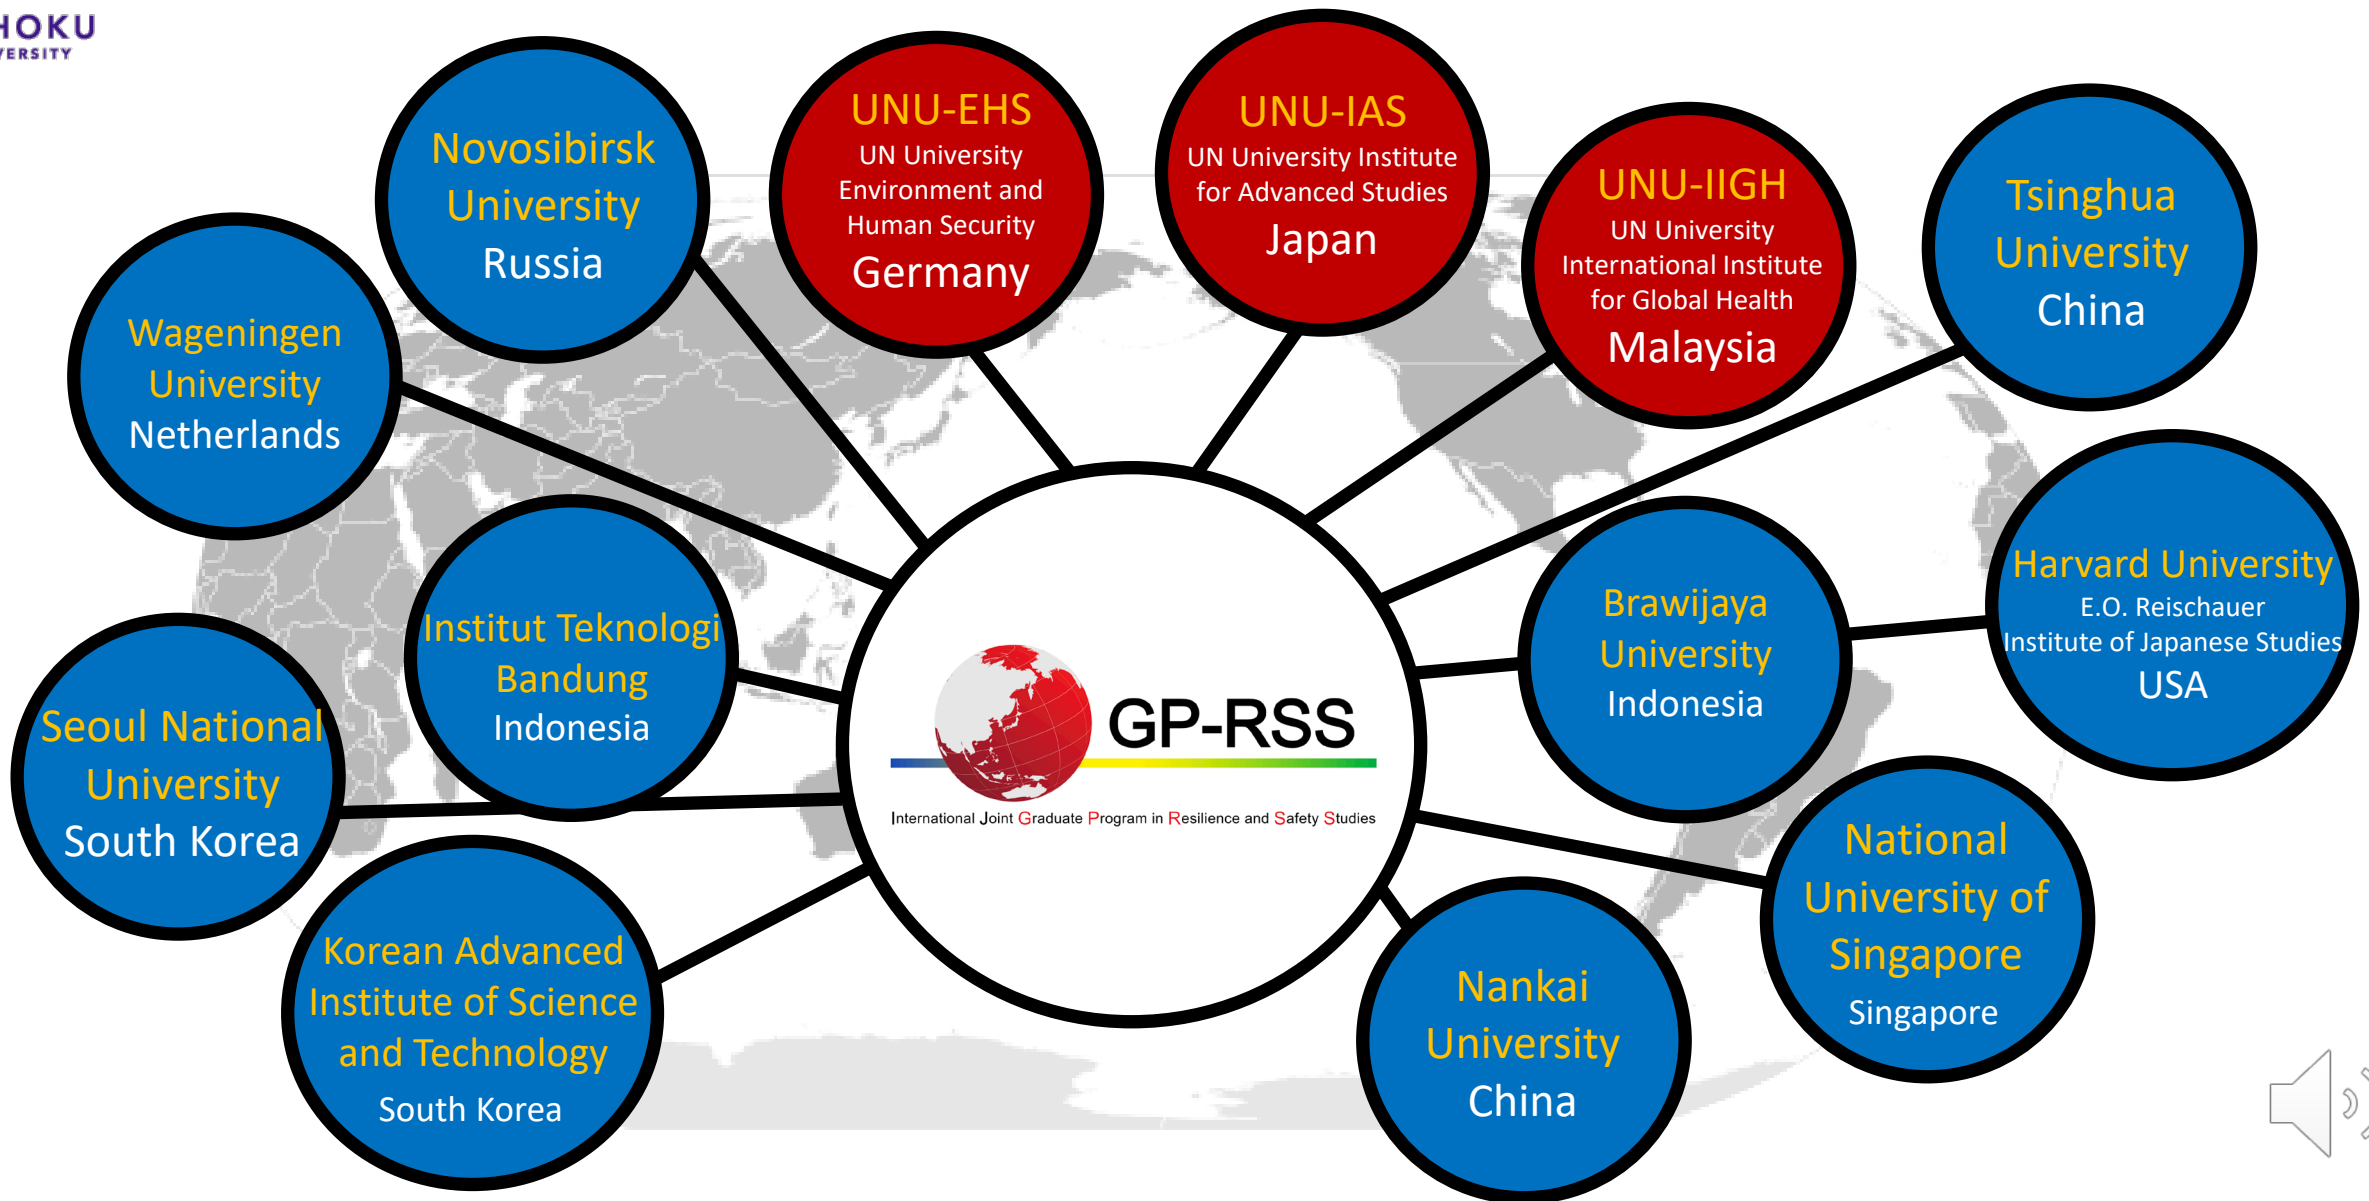 Novosibirsk
University
Russia
UNU-EHS
UN University
Environment and
Human Security
Germany
UNU-IAS
UN University Institute
for Advanced Studies
Japan
UNU-IIGH
UN University
International Institute
for Global Health
Malaysia
Tsinghua
University
China
Wageningen
University
Netherlands
Institut Teknologi
Bandung
Indonesia
Brawijaya
University
Indonesia
Harvard University
E.O. Reischauer
Institute of Japanese Studies
USA
Seoul National
University
South Korea
GP-RSS
International Joint Graduate Program in Resilience and Safety Studies
National
University of
Singapore
Singapore
Korean Advanced
Institute of Science
and Technology
South Korea
Nankai
University
China